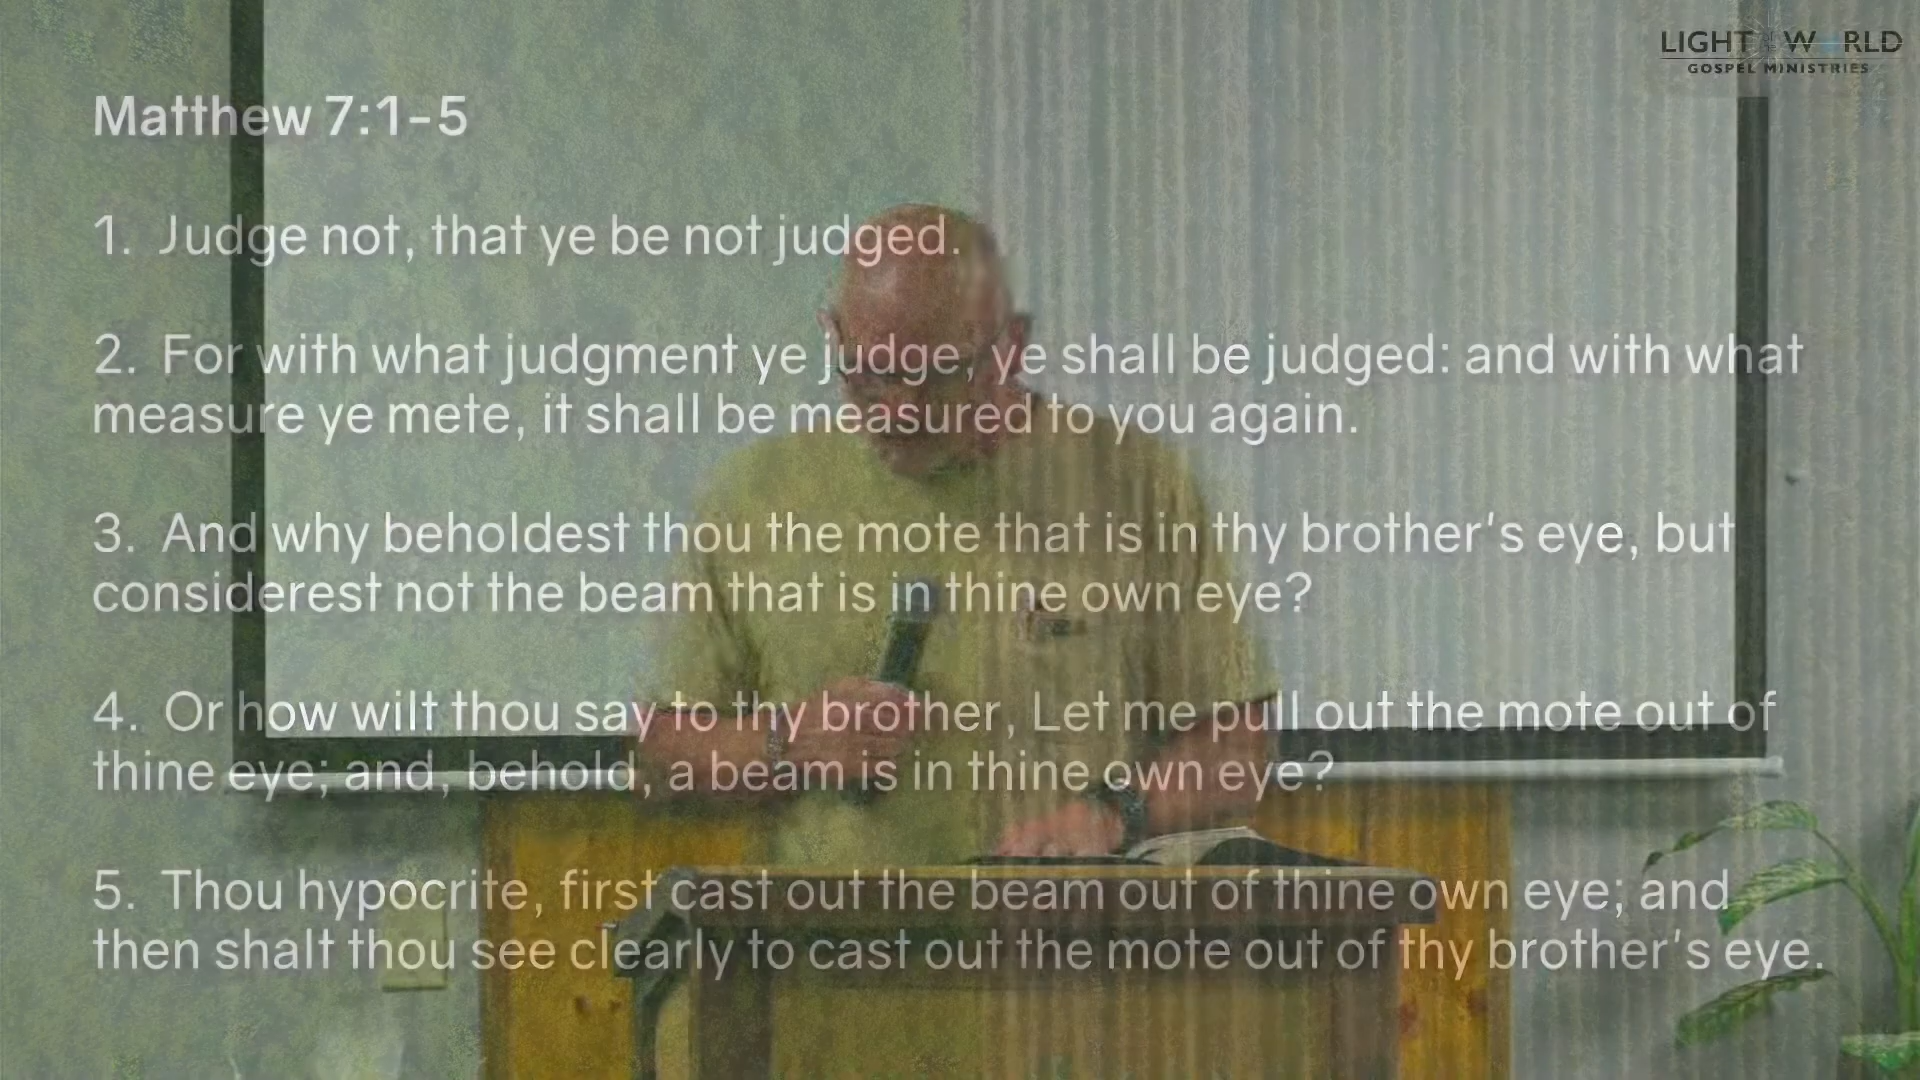 LIGHT of the WORLD
GOSPEL MINISTRIES
Matthew 7:1-5
1. Judge not, that ye be not judged.
2. For with what judgment ye judge, ye shall be judged: and with what
measure ye mete, it shall be measured to you again.
3. And why beholdest thou the mote that is in thy brother's eye, but
considerest not the beam that is in thine own eye?
4. Or how wilt thou say to thy brother, Let me pull out the mote out of
thine eye; and, behold, a beam is in thine own eye?
5. Thou hypocrite, first cast out the beam out of thine own eye; and
then shalt thou see clearly to cast out the mote out of thy brother's eye.